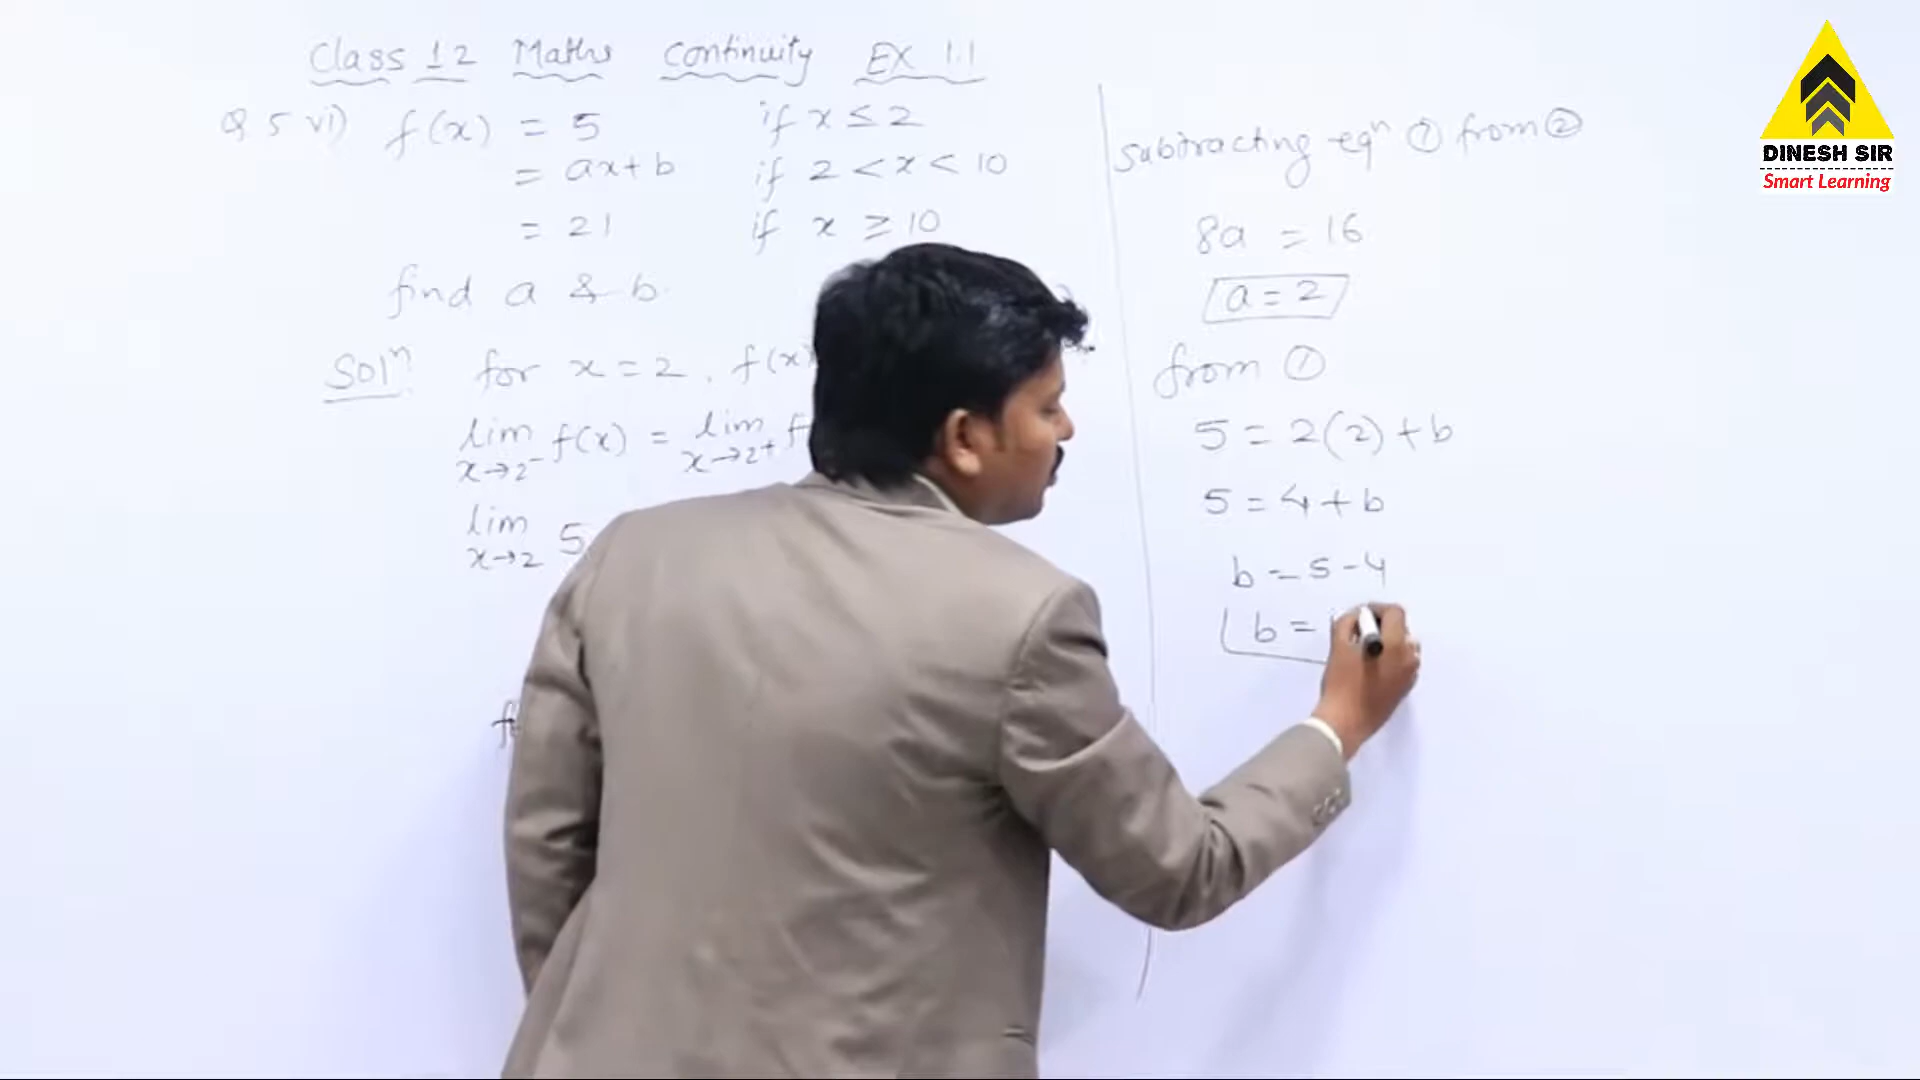 Class 12 Maths Continuity EX 1.1
Q 5 vi) f(x) = 5 if x ≤ 2
= ax+b if 2 < x < 10
= 21 if x ≥ 10
find a & b.
Solⁿ for x = 2, f(x)
lim x→2⁻ f(x) = lim x→2⁺ f
lim x→2 5
Subtracting eqⁿ ① from ②
8a = 16
a = 2
from ①
5 = 2(2) + b
5 = 4 + b
b = 5 - 4
b =
DINESH SIR
Smart Learning